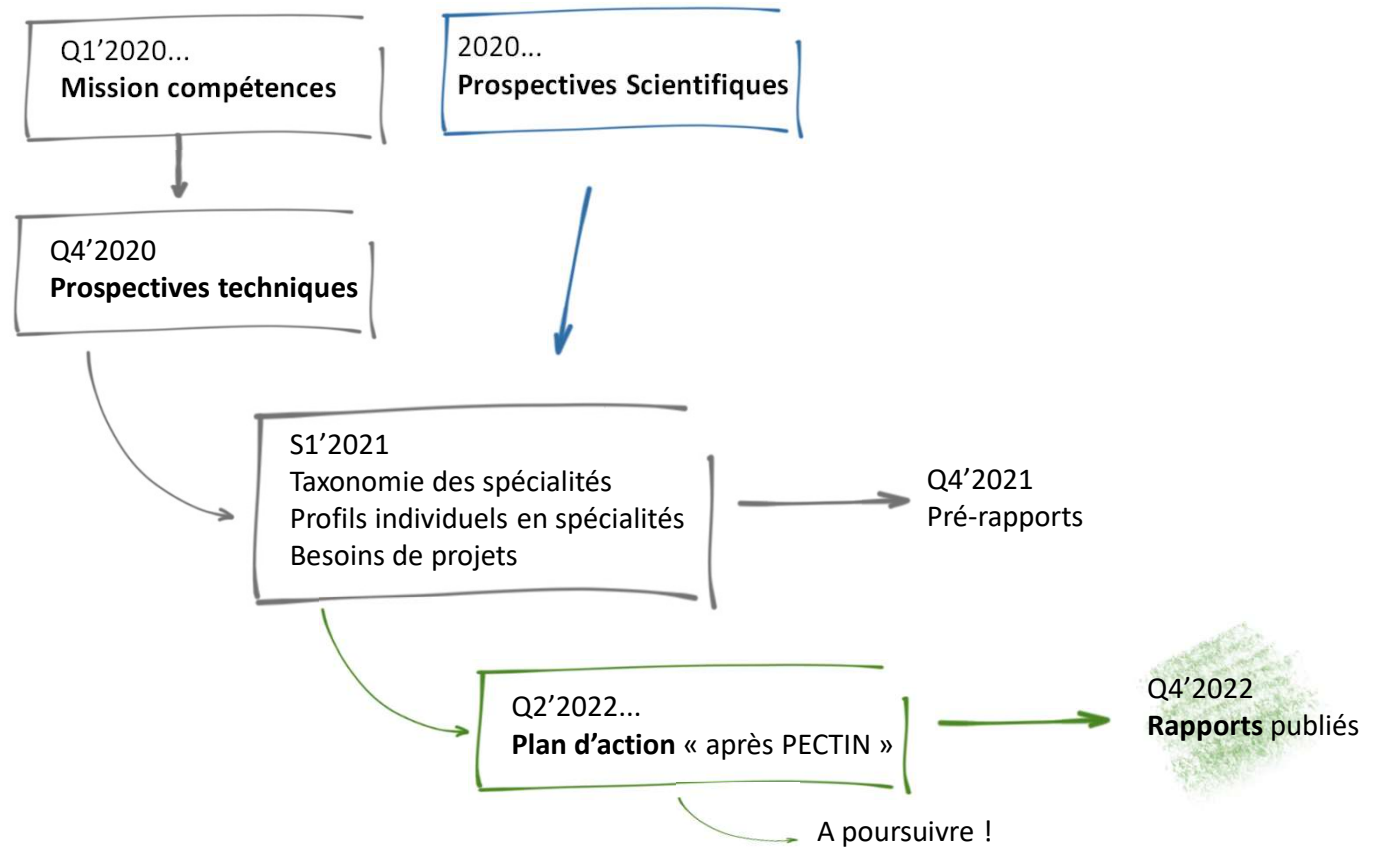 Q1’2020...
Mission compétences
2020...
Prospectives Scientifiques
Q4’2020
Prospectives techniques
S1’2021
Taxonomie des spécialités
Profils individuels en spécialités
Besoins de projets
Q4’2021
Pré-rapports
Q2’2022...
Plan d’action « après PECTIN »
Q4’2022
Rapports publiés
A poursuivre !